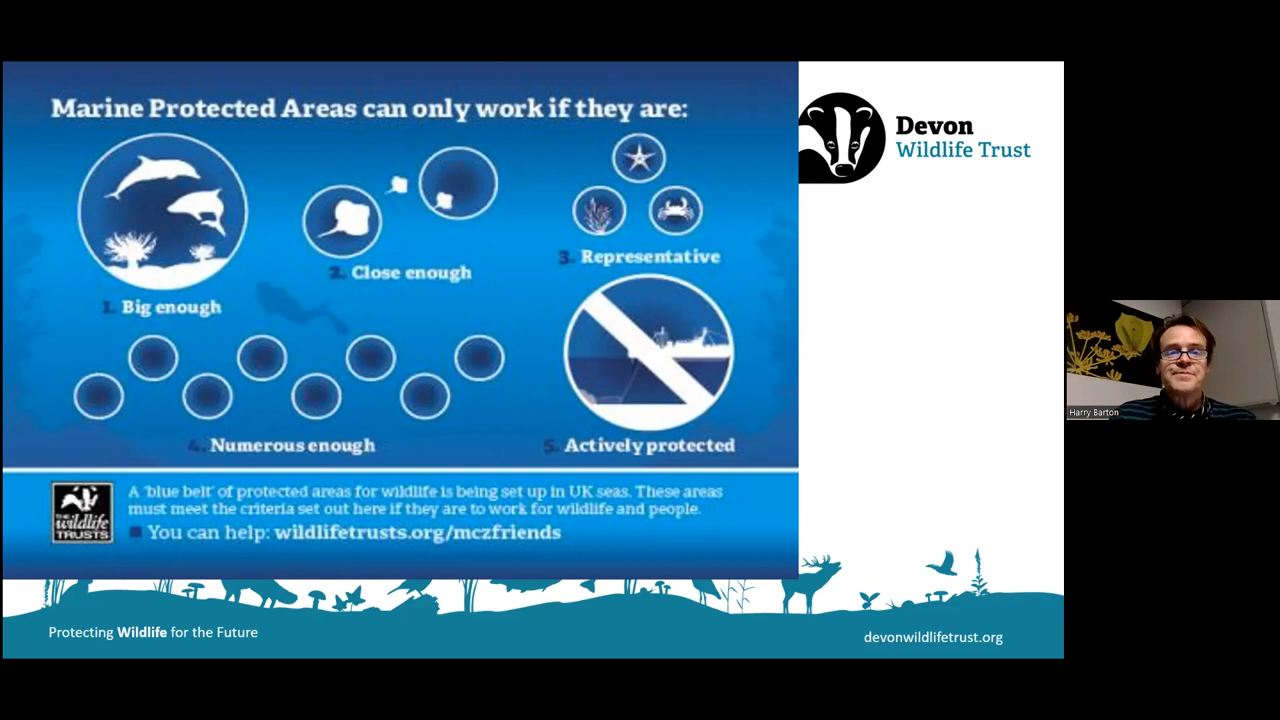 Marine Protected Areas can only work if they are:
1. Big enough
2. Close enough
3. Representative
4. Numerous enough
5. Actively protected
THE
wildlife
TRUSTS
A 'blue belt' of protected areas for wildlife is being set up in UK seas. These areas
must meet the criteria set out here if they are to work for wildlife and people.
You can help: wildlifetrusts.org/mczfriends
Devon
Wildlife Trust
Protecting Wildlife for the Future
devonwildlifetrust.org
Harry Barton